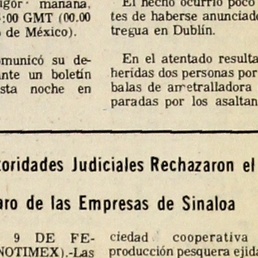 mañana,
:00 GMT (00.00
o de México).
omunicó su de-
ante un boletín
sta noche en
El hecho ocurrió poco
tes de haberse anunciado
tregua en Dublín.
En el atentado resulta
heridas dos personas por
balas de ametralladora
paradas por los asaltan
toridades Judiciales Rechazaron el
aro de las Empresas de Sinaloa
9 DE FE-
NOTIMEX).-Las
ciedad cooperativa
producción pesquera ejida